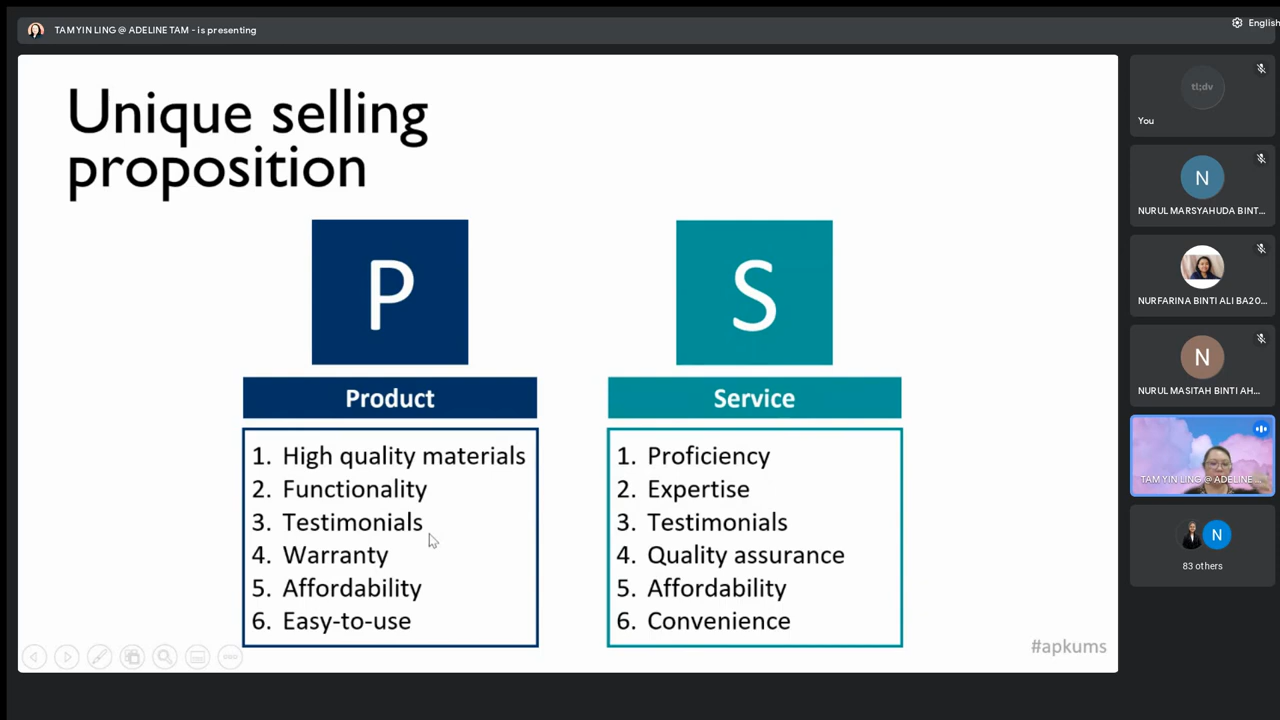 TAM YIN LING @ ADELINE TAM - is presenting
English
Unique selling
proposition
P
S
Product
Service
1. High quality materials
2. Functionality
3. Testimonials
4. Warranty
5. Affordability
6. Easy-to-use
1. Proficiency
2. Expertise
3. Testimonials
4. Quality assurance
5. Affordability
6. Convenience
#apkums
tl;dv
You
N
NURUL MARSYAHUDA BINT...
NURFARINA BINTI ALI BA20...
N
NURUL MASITAH BINTI AH...
TAM YIN LING @ ADELINE ...
N
83 others